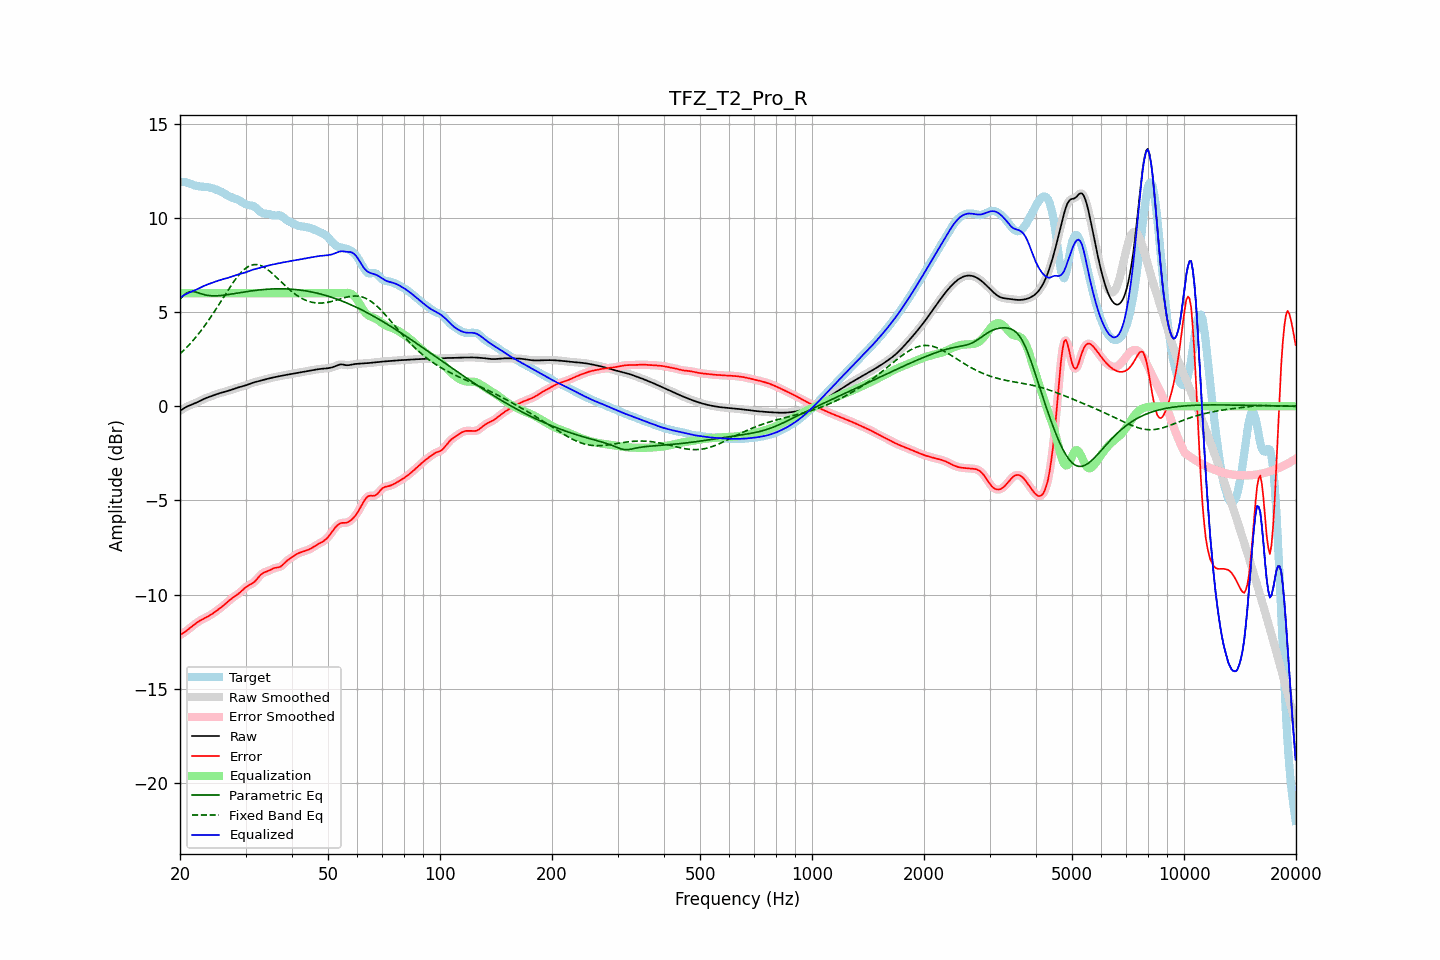 TFZ_T2_Pro_R
15
10
5
0
−5
−10
−15
−20
Amplitude (dBr)
Target
Raw Smoothed
Error Smoothed
Raw
Error
Equalization
Parametric Eq
Fixed Band Eq
Equalized
20 50 100 200 500 1000 2000 5000 10000 20000
Frequency (Hz)